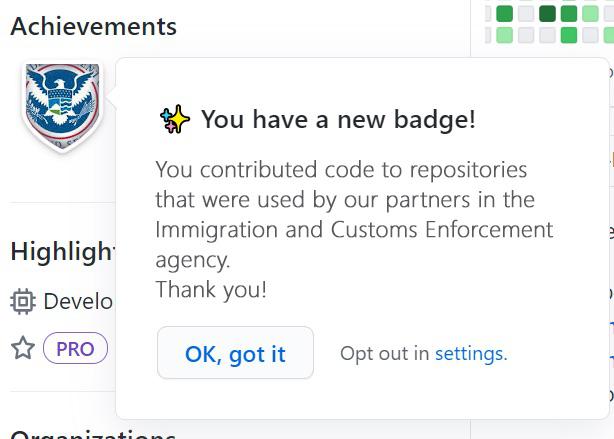 Achievements
You have a new badge!
You contributed code to repositories
that were used by our partners in the
Immigration and Customs Enforcement
agency.
Thank you!
OK, got it
Opt out in settings.
Highligh
Develo
PRO
Organizations